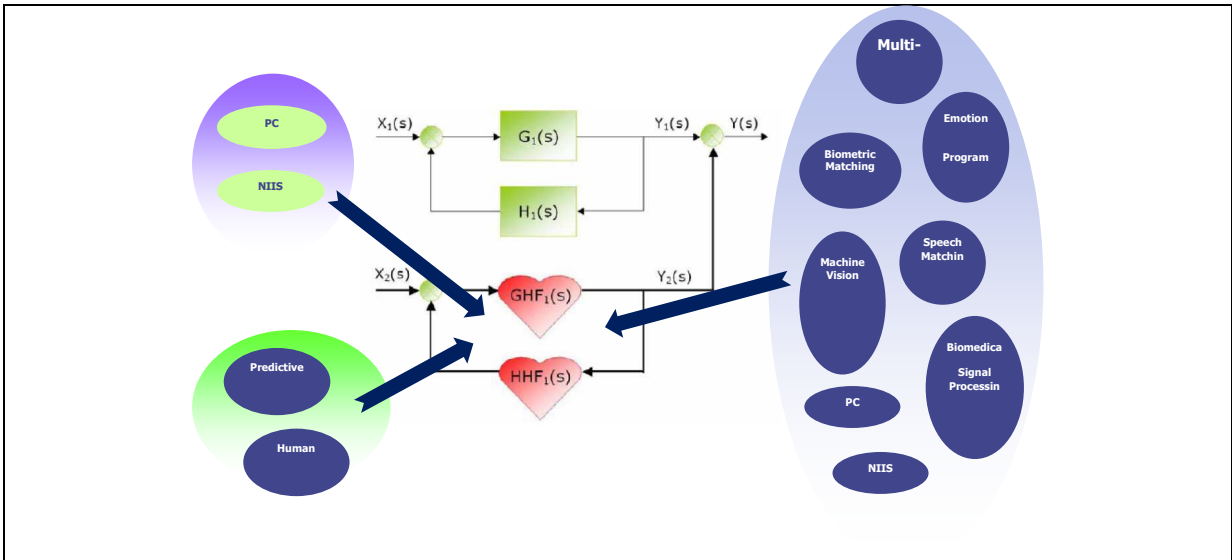 PC
NIIS
X₁(s)
G₁(s)
Y₁(s)
Y(s)
H₁(s)
X₂(s)
GHF₁(s)
Y₂(s)
HHF₁(s)
Predictive
Human
Multi-
Emotion
Program
Biometric
Matching
Speech
Matchin
Machine
Vision
Biomedica
Signal
Processin
PC
NIIS